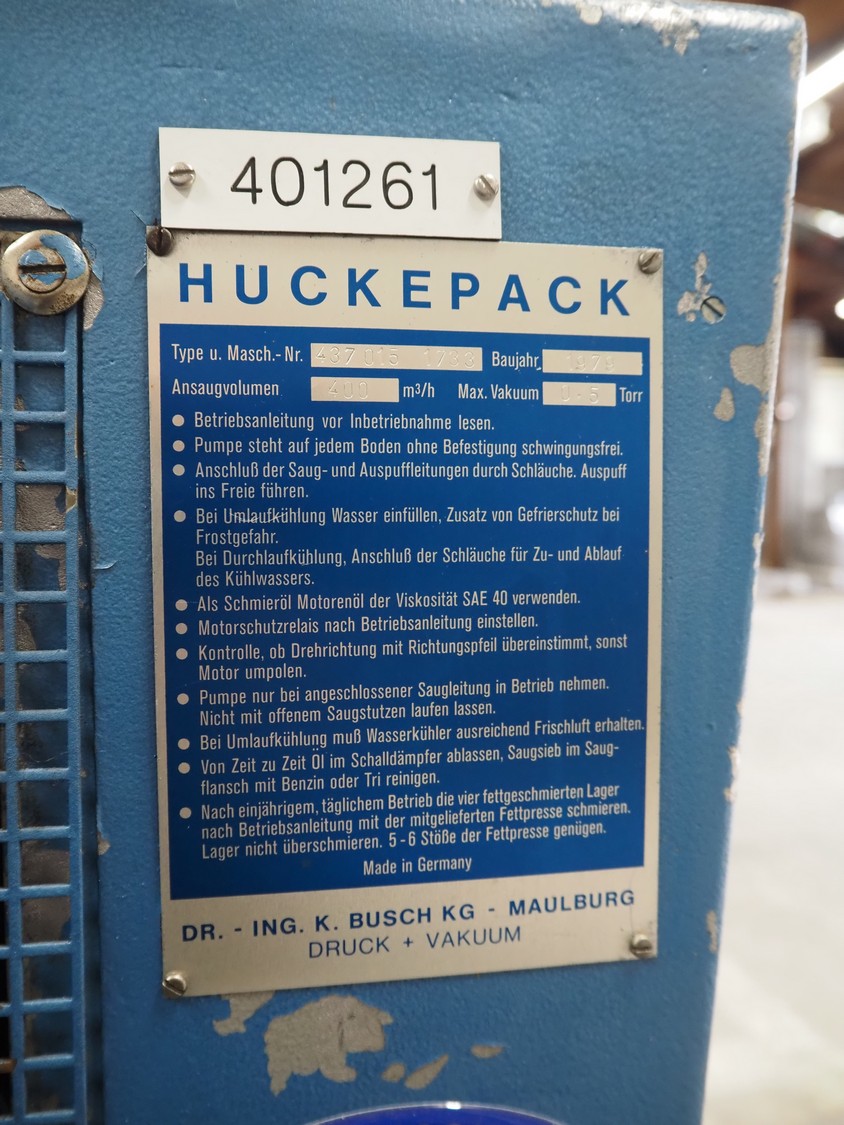 401261
HUCKEPACK
Type u. Masch.-Nr. 437 015 Baujahr 1979
Ansaugvolumen 400 m³/h Max. Vakuum 0.5 Torr
● Betriebsanleitung vor Inbetriebnahme lesen.
● Pumpe steht auf jedem Boden ohne Befestigung schwingungsfrei.
● Anschluß der Saug- und Auspuffleitungen durch Schläuche. Auspuff
ins Freie führen.
● Bei Umlaufkühlung Wasser einfüllen, Zusatz von Gefrierschutz bei
Frostgefahr.
Bei Durchlaufkühlung, Anschluß der Schläuche für Zu- und Ablauf
des Kühlwassers.
● Als Schmieröl Motorenöl der Viskosität SAE 40 verwenden.
● Motorschutzrelais nach Betriebsanleitung einstellen.
● Kontrolle, ob Drehrichtung mit Richtungspfeil übereinstimmt, sonst
Motor umpolen.
● Pumpe nur bei angeschlossener Saugleitung in Betrieb nehmen.
Nicht mit offenem Saugstutzen laufen lassen.
● Bei Umlaufkühlung muß Wasserkühler ausreichend Frischluft erhalten.
● Von Zeit zu Zeit Öl im Schalldämpfer ablassen, Saugsieb im Saug-
flansch mit Benzin oder Tri reinigen.
● Nach einjährigem, täglichem Betrieb die vier fettgeschmierten Lager
nach Betriebsanleitung mit der mitgelieferten Fettpresse schmieren.
Lager nicht überschmieren. 5-6 Stöße der Fettpresse genügen.
Made in Germany
DR. - ING. K. BUSCH KG - MAULBURG
DRUCK + VAKUUM